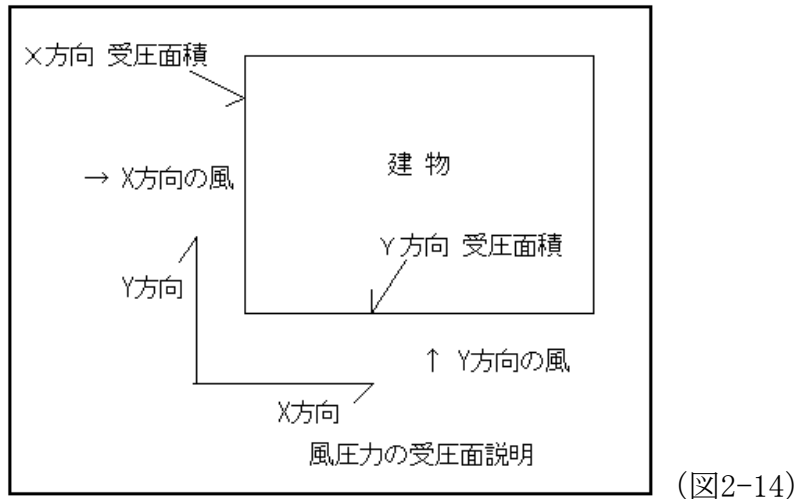 X方向 受圧面積
建 物
→ X方向の風
Y方向 受圧面積
Y方向
↑ Y方向の風
X方向
風圧力の受圧面説明
(図2-14)